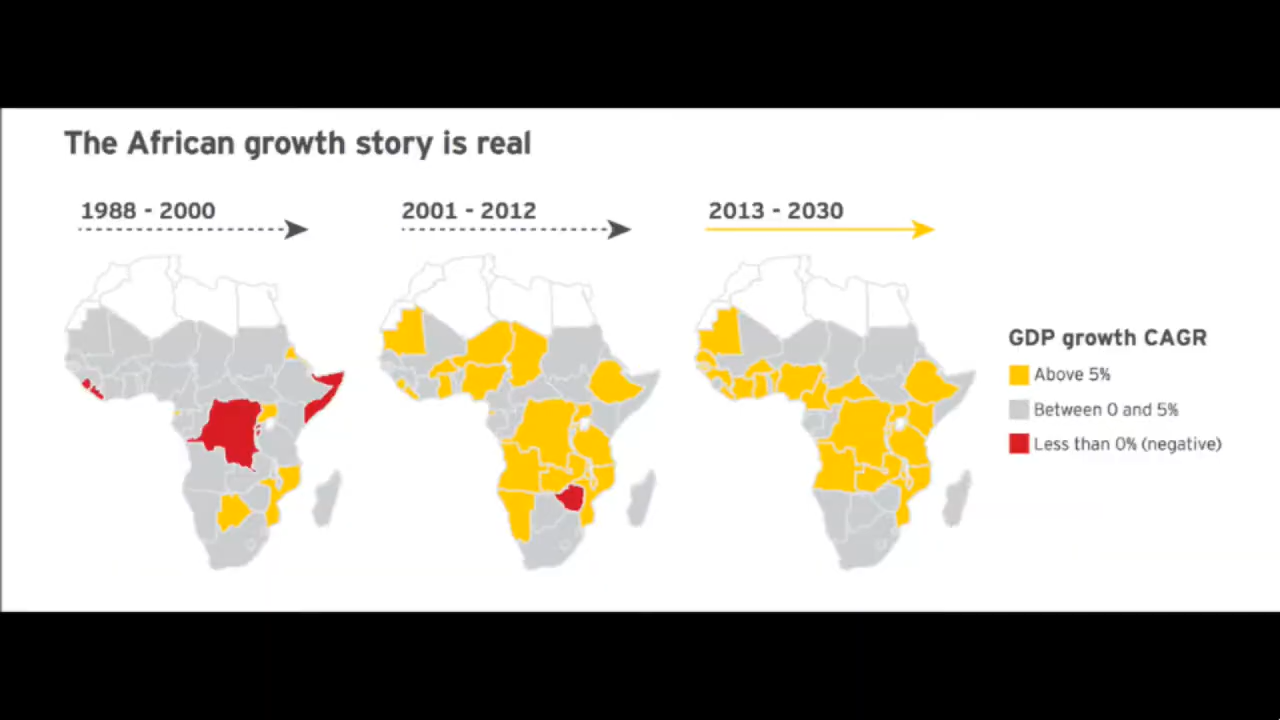 The African growth story is real
1988 - 2000
2001 - 2012
2013 - 2030
GDP growth CAGR
Above 5%
Between 0 and 5%
Less than 0% (negative)